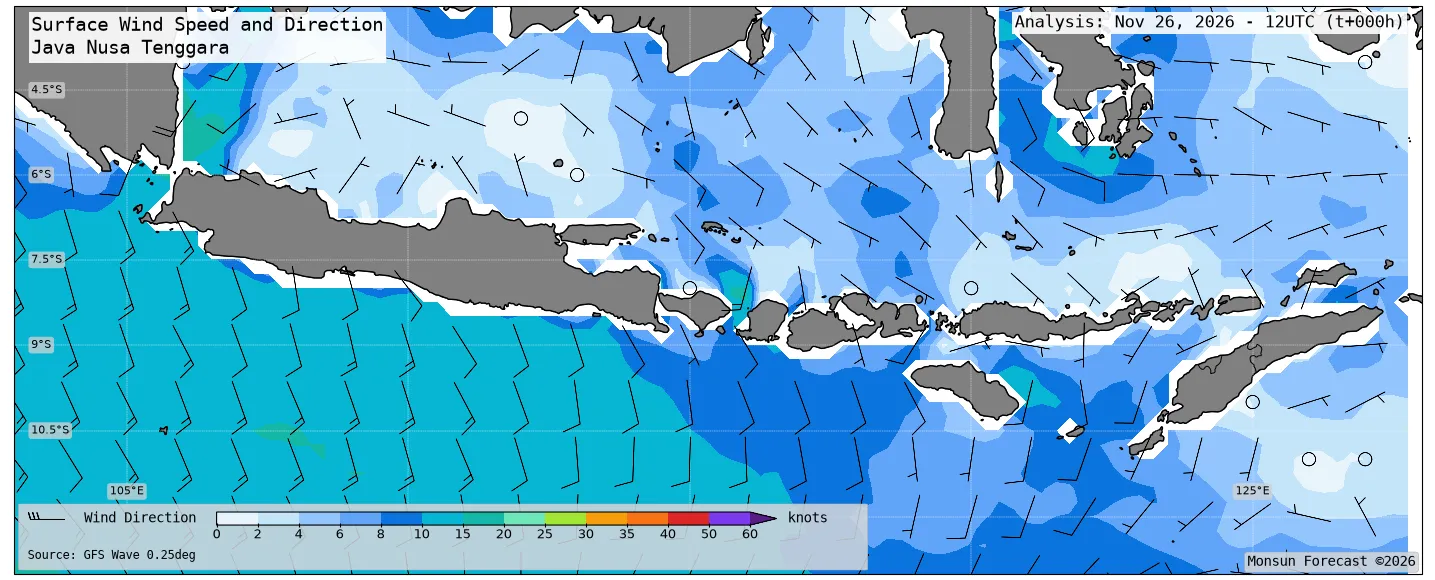 Surface Wind Speed and Direction
Java Nusa Tenggara
Analysis: Nov 26, 2026 - 12UTC (t+000h)
4.5°S
6°S
7.5°S
9°S
10.5°S
105°E
125°E
Wind Direction
0 2 4 6 8 10 15 20 25 30 35 40 50 60
knots
Source: GFS Wave 0.25deg
Monsun Forecast ©2026